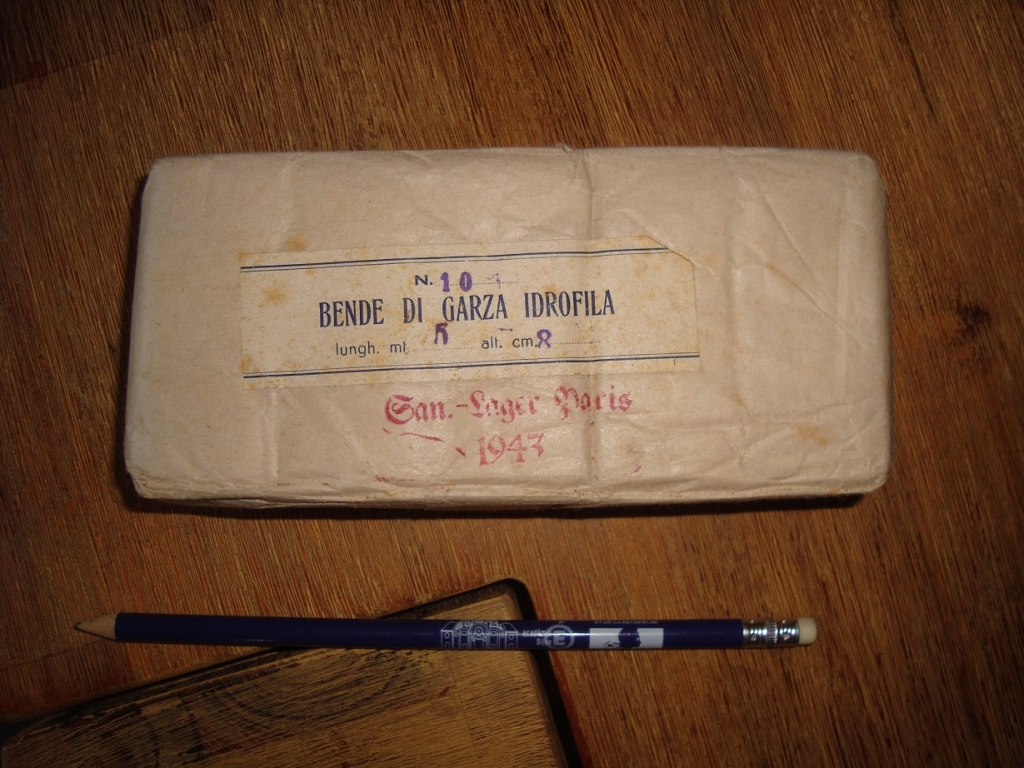 N. 10
BENDE DI GARZA IDROFILA
lungh. mt. 5 alt. cm. 8
San.-Lager Paris
1943